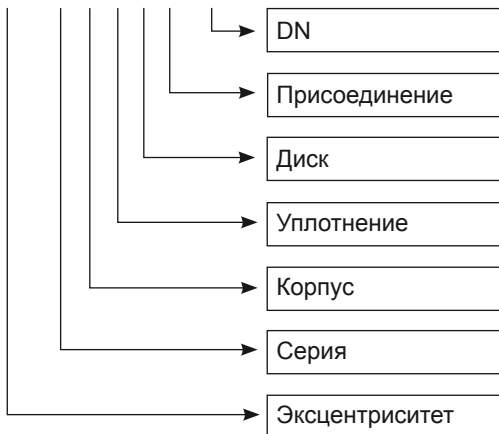 DN
Присоединение
Диск
Уплотнение
Корпус
Серия
Эксцентриситет